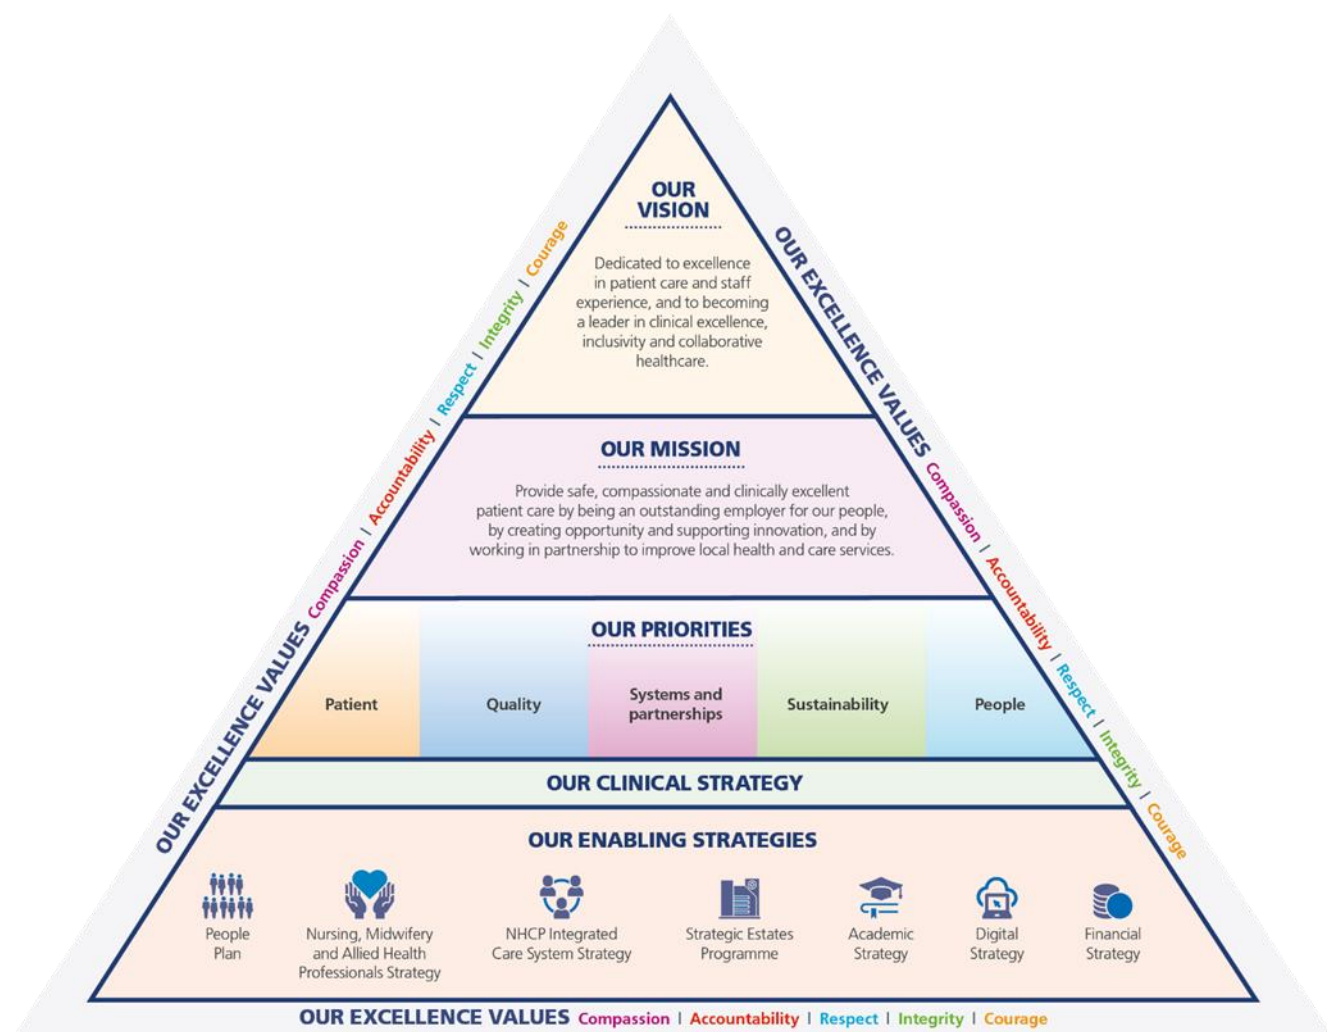 OUR
VISION
Dedicated to excellence
in patient care and staff
experience, and to becoming
a leader in clinical excellence,
inclusivity and collaborative
healthcare.
OUR MISSION
Provide safe, compassionate and clinically excellent
patient care by being an outstanding employer for our people,
by creating opportunity and supporting innovation, and by
working in partnership to improve local health and care services.
OUR PRIORITIES
Patient
Quality
Systems and
partnerships
Sustainability
People
OUR CLINICAL STRATEGY
OUR ENABLING STRATEGIES
People
Plan
Nursing, Midwifery
and Allied Health
Professionals Strategy
NHCP Integrated
Care System Strategy
Strategic Estates
Programme
Academic
Strategy
Digital
Strategy
Financial
Strategy
OUR EXCELLENCE VALUES Compassion | Accountability | Respect | Integrity | Courage
OUR EXCELLENCE VALUES Compassion | Accountability | Respect | Integrity | Courage
OUR EXCELLENCE VALUES Compassion | Accountability | Respect | Integrity | Courage